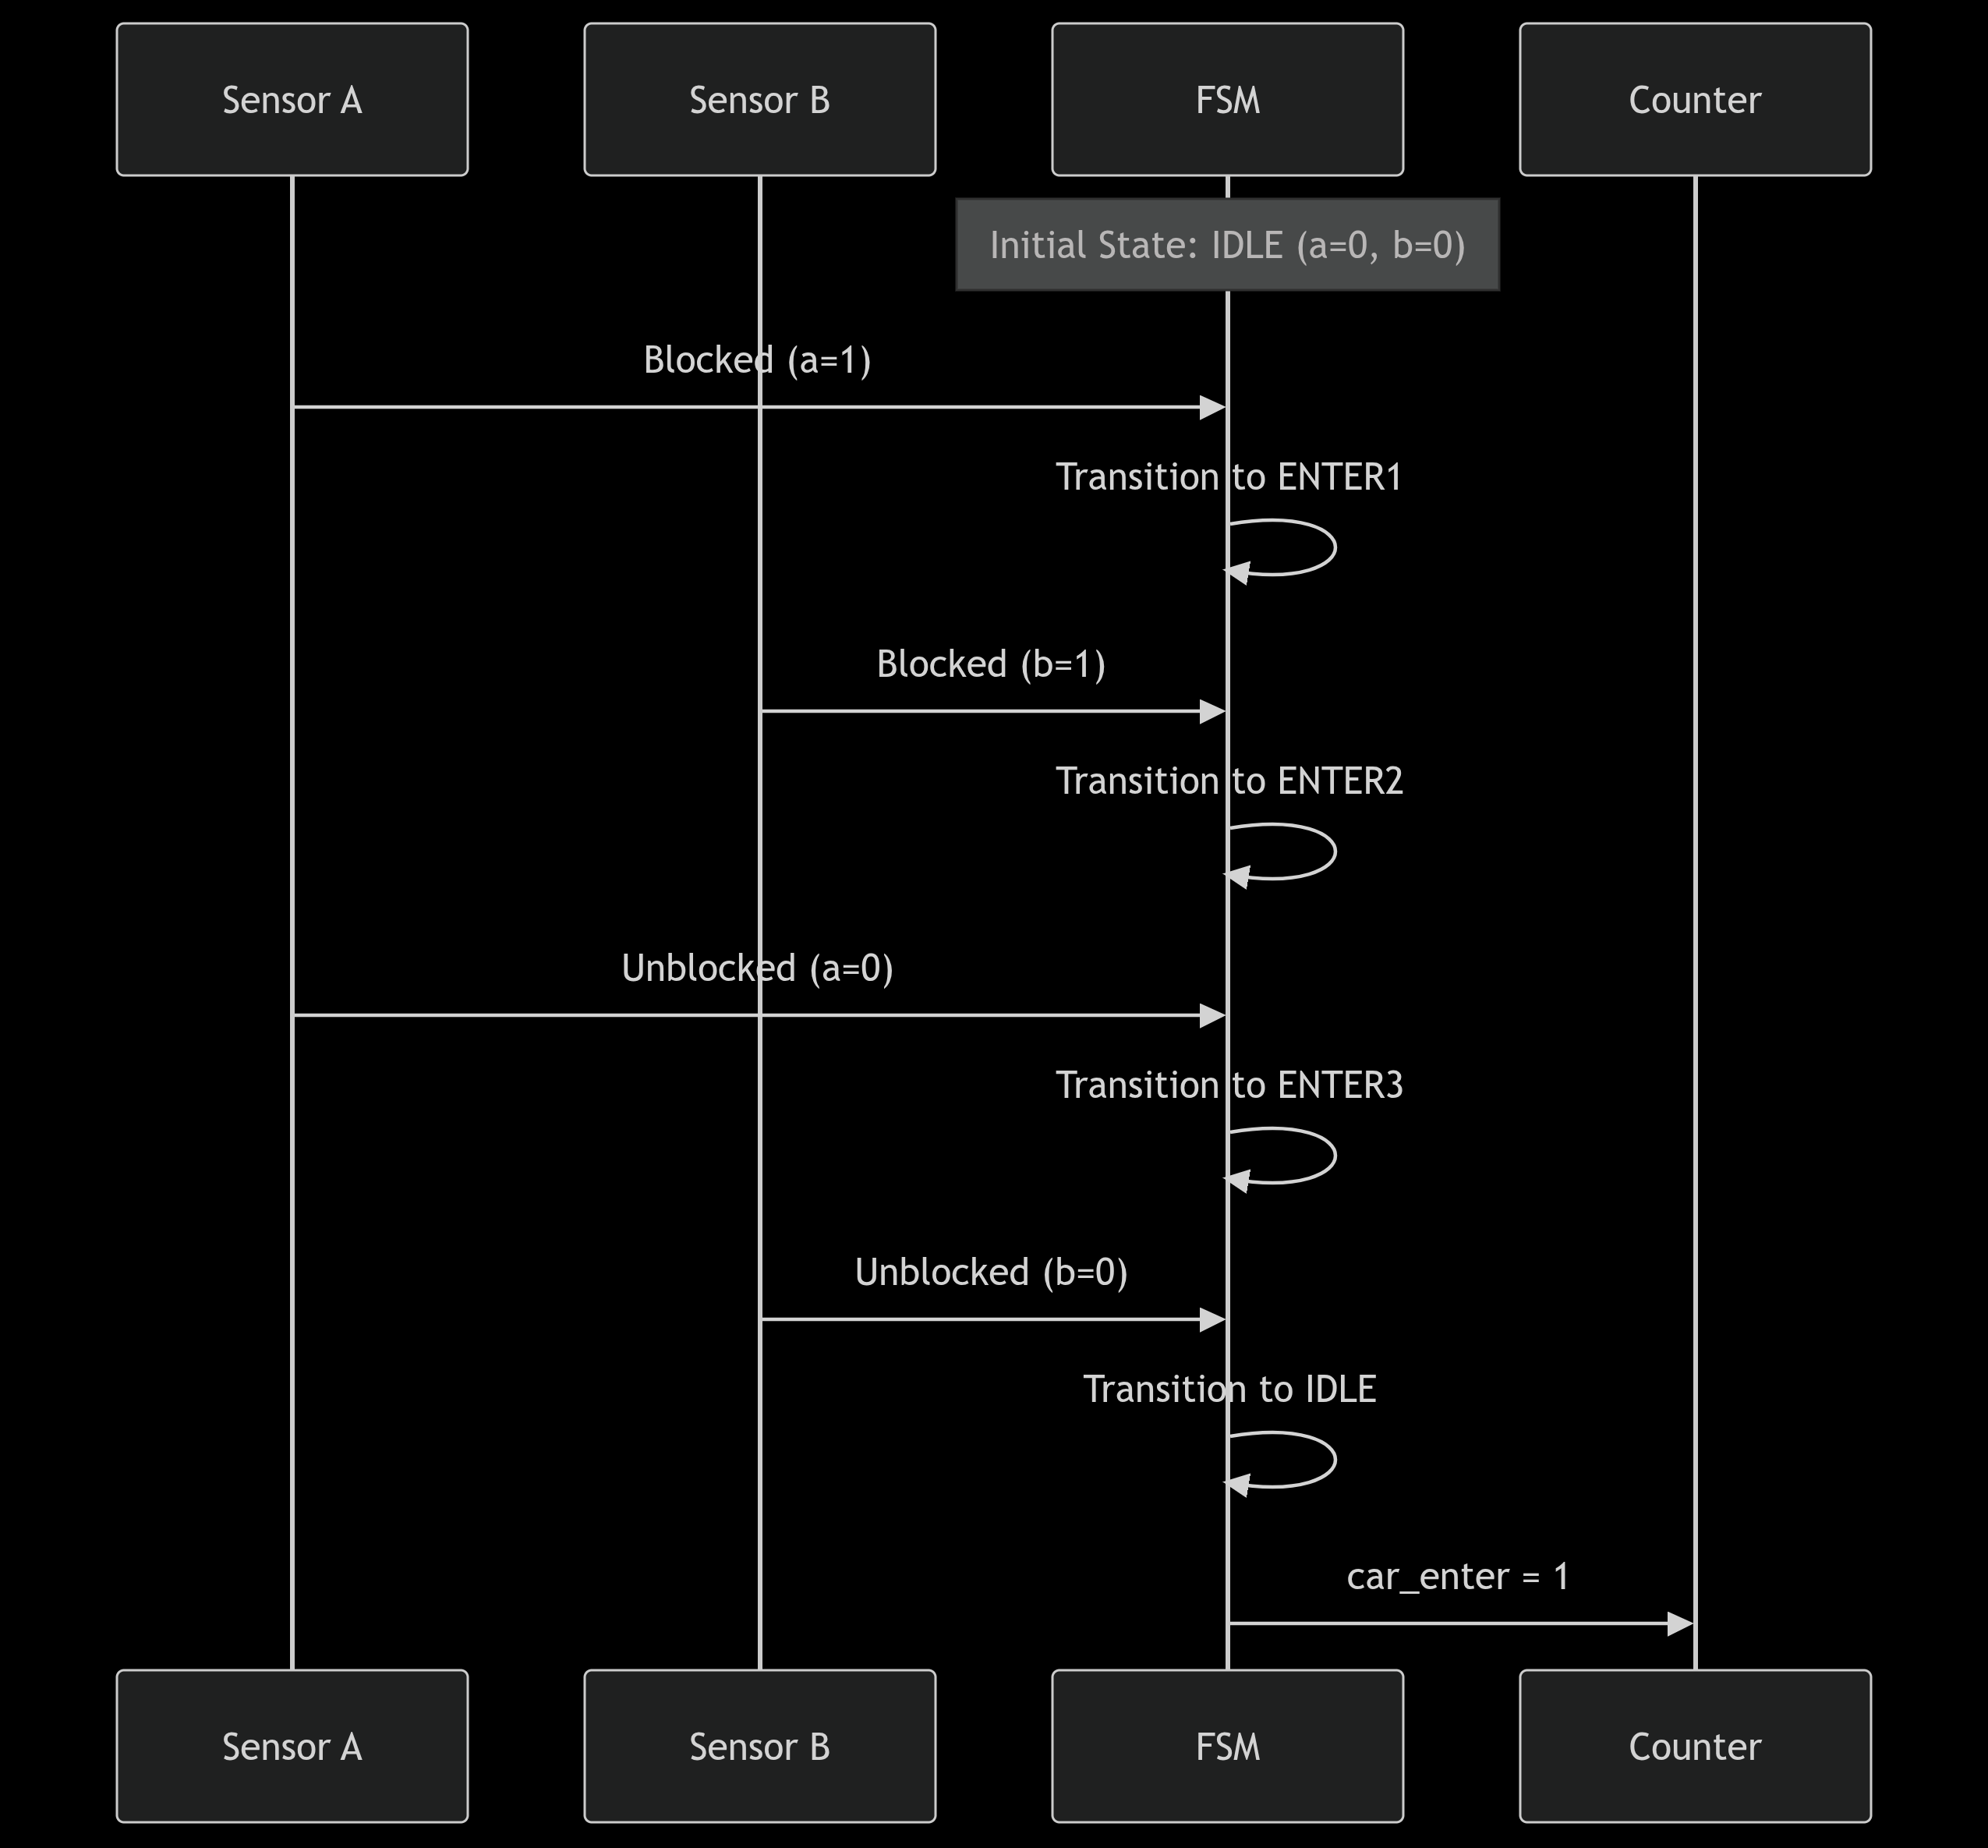 Sensor A
Sensor B
FSM
Counter
Initial State: IDLE (a=0, b=0)
Blocked (a=1)
Transition to ENTER1
Blocked (b=1)
Transition to ENTER2
Unblocked (a=0)
Transition to ENTER3
Unblocked (b=0)
Transition to IDLE
car_enter = 1
Sensor A
Sensor B
FSM
Counter